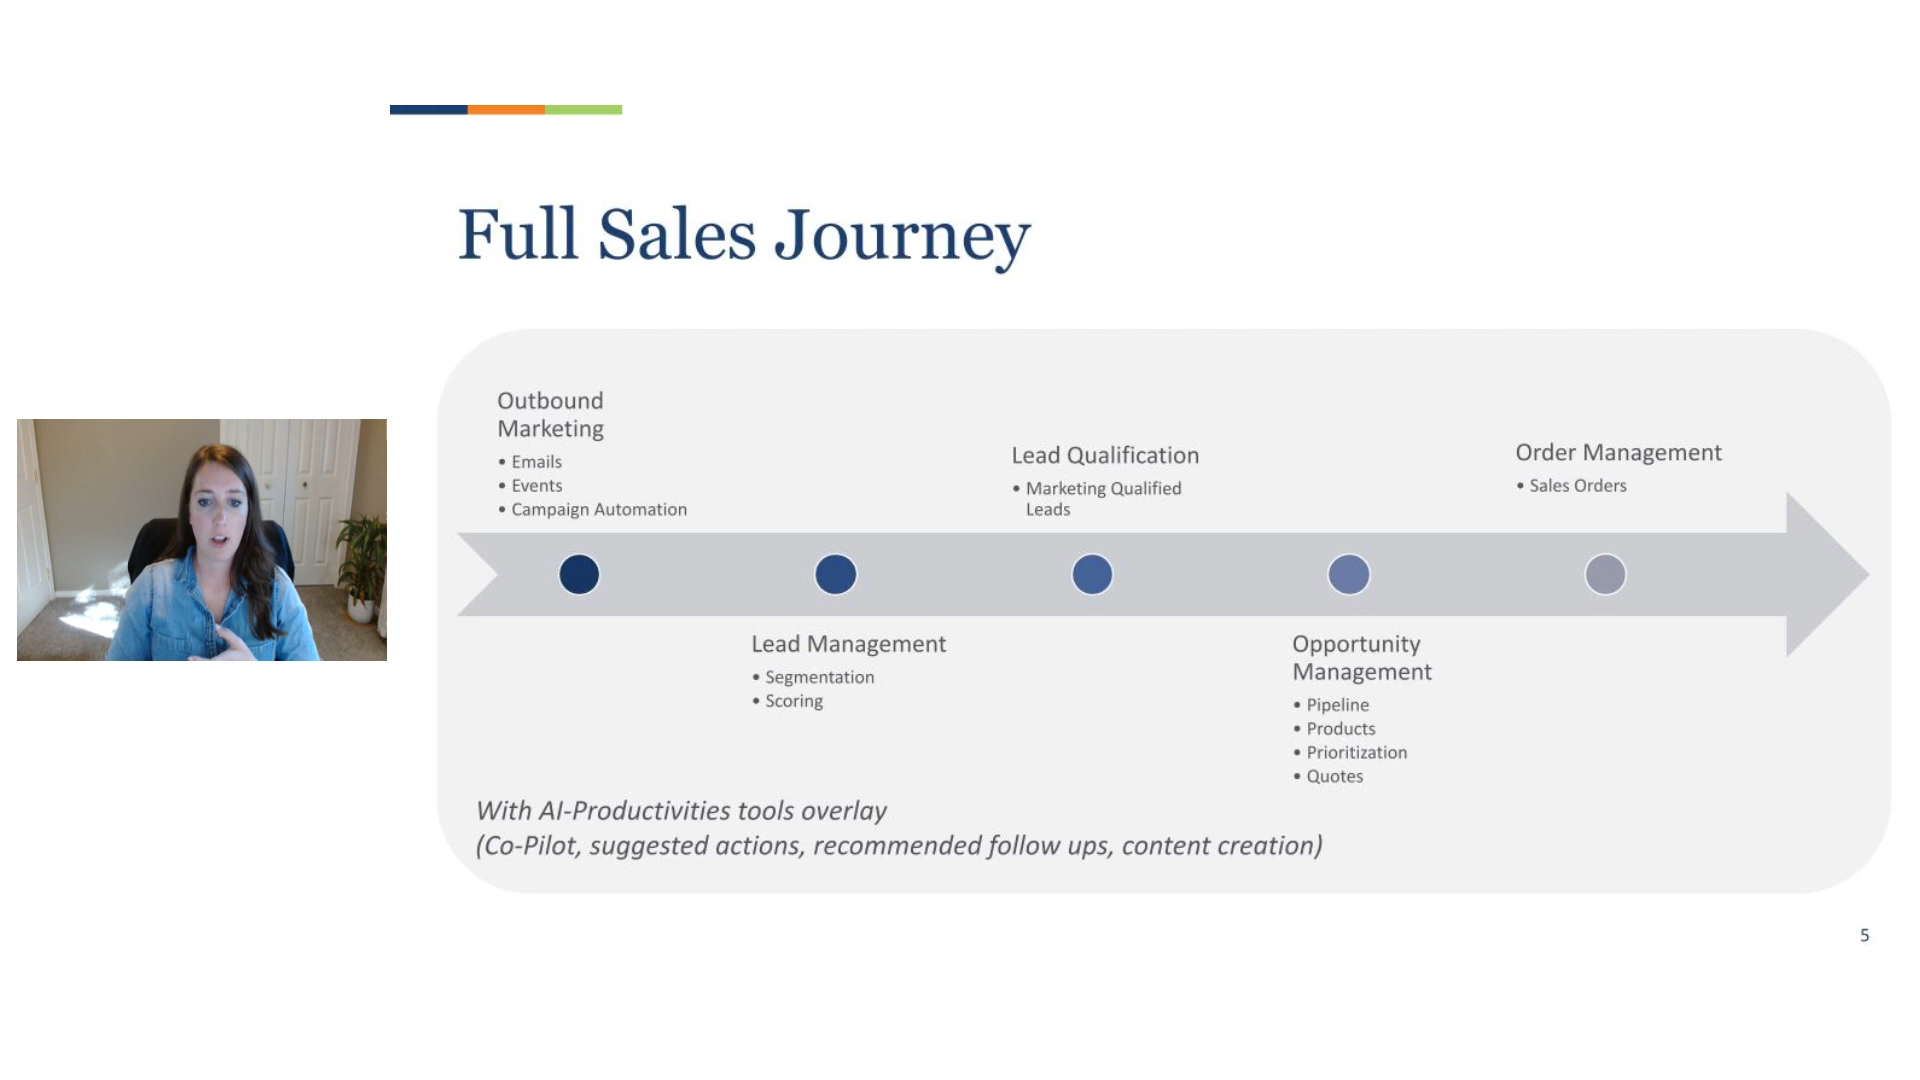 Full Sales Journey
Outbound
Marketing
• Emails
• Events
• Campaign Automation
Lead Management
• Segmentation
• Scoring
Lead Qualification
• Marketing Qualified
Leads
Opportunity
Management
• Pipeline
• Products
• Prioritization
• Quotes
Order Management
• Sales Orders
With AI-Productivities tools overlay
(Co-Pilot, suggested actions, recommended follow ups, content creation)
5